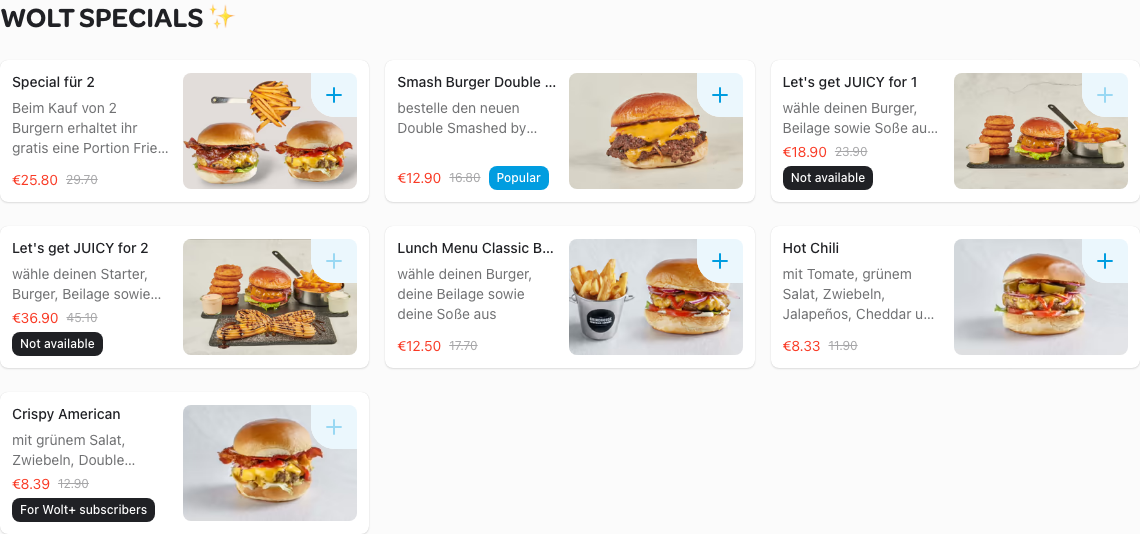 WOLT SPECIALS ✨
Special für 2
Beim Kauf von 2
Burgern erhaltet ihr
gratis eine Portion Frie...
€25.80 29.70
Smash Burger Double ...
bestelle den neuen
Double Smashed by...
€12.90 16.80 Popular
Let's get JUICY for 1
wähle deinen Burger,
Beilage sowie Soße au...
€18.90 23.90
Not available
Let's get JUICY for 2
wähle deinen Starter,
Burger, Beilage sowie...
€36.90 45.10
Not available
Lunch Menu Classic B...
wähle deinen Burger,
deine Beilage sowie
deine Soße aus
€12.50 17.70
Hot Chili
mit Tomate, grünem
Salat, Zwiebeln,
Jalapeños, Cheddar u...
€8.33 11.90
Crispy American
mit grünem Salat,
Zwiebeln, Double...
€8.39 12.90
For Wolt+ subscribers